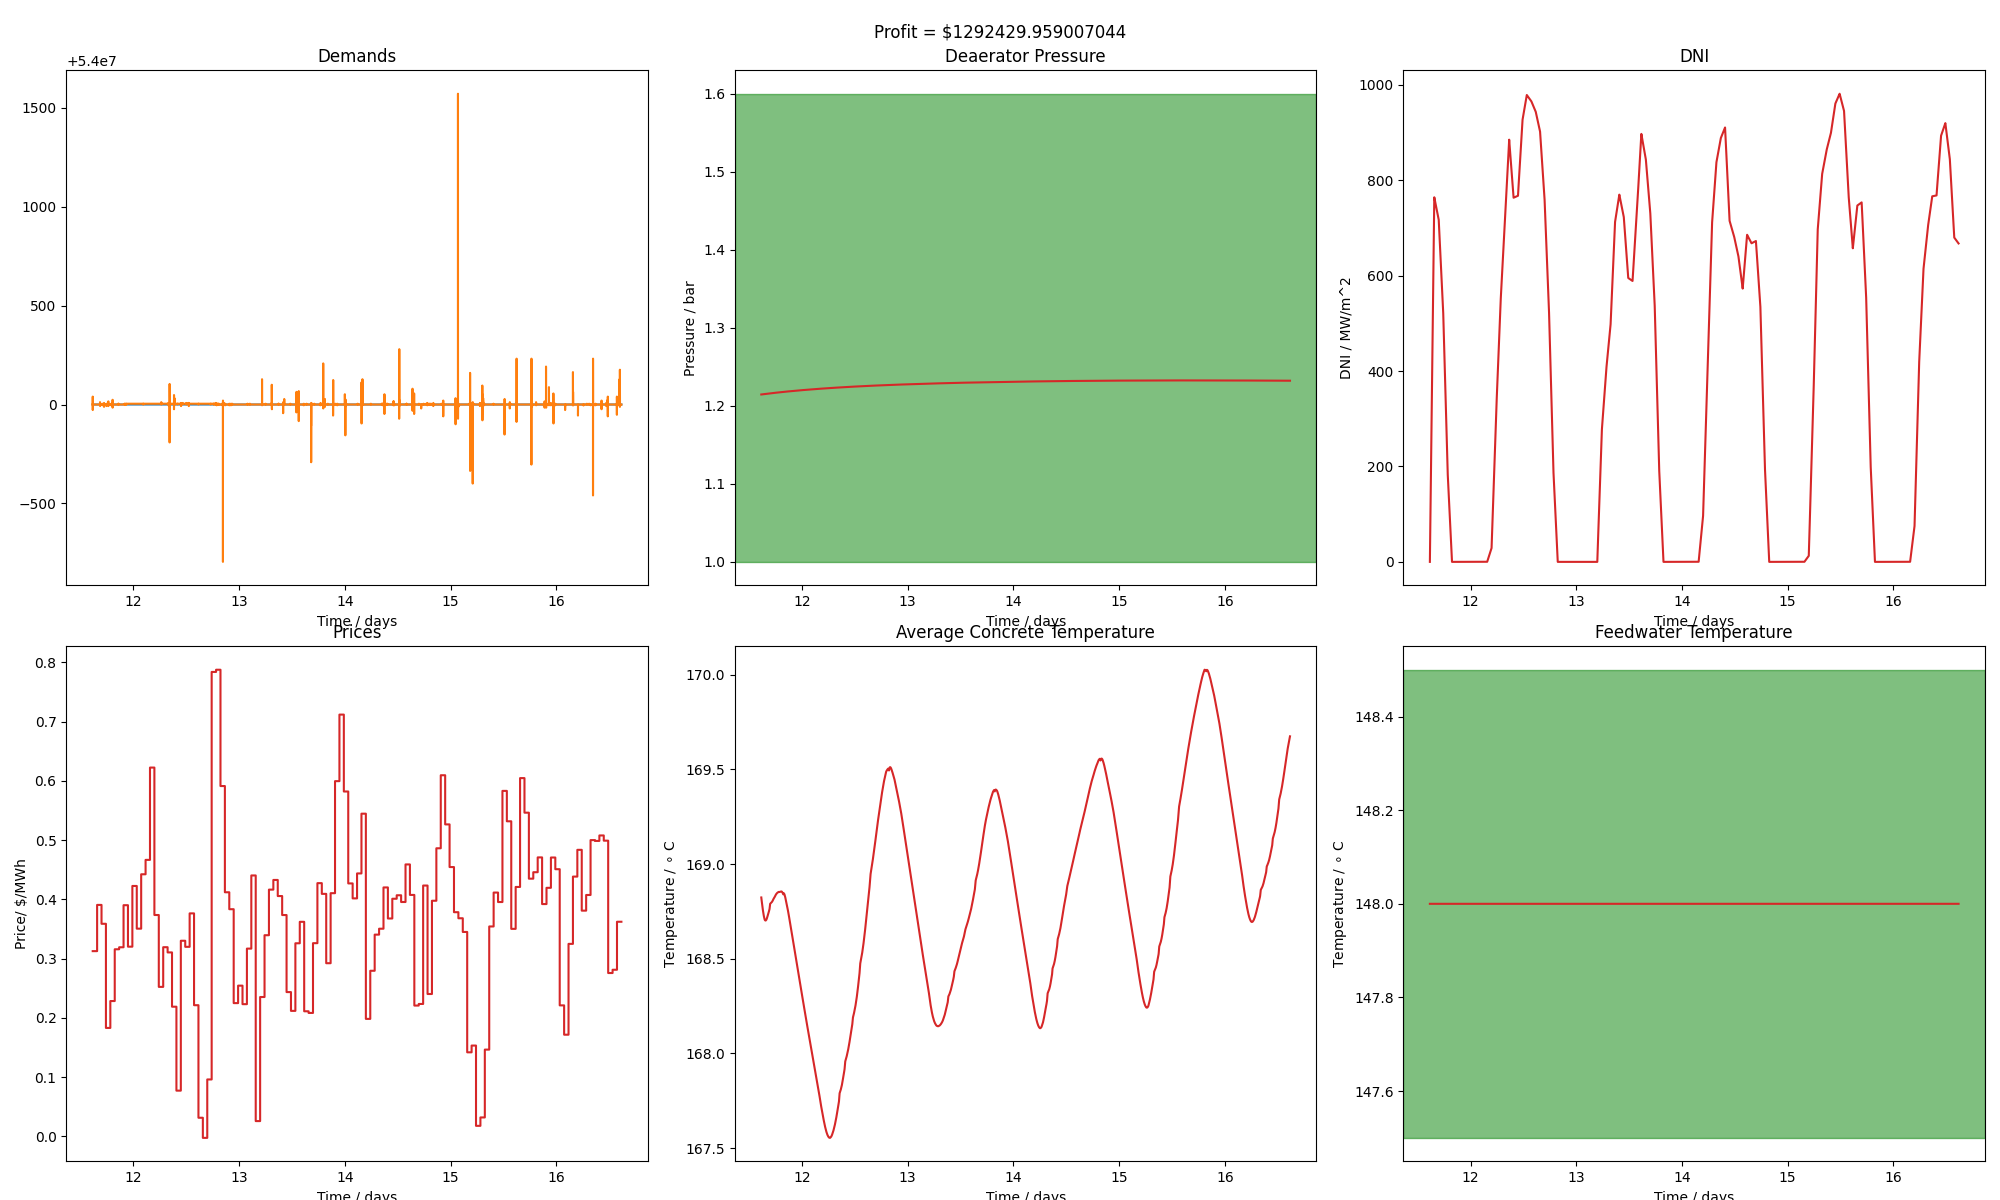 Profit = $1292429.959007044
Demands
+5.4e7
1500
1000
500
0
−500
12 13 14 15 16
Time / days
Deaerator Pressure
Pressure / bar
1.6
1.5
1.4
1.3
1.2
1.1
1.0
12 13 14 15 16
Time / days
DNI
DNI / MW/m^2
1000
800
600
400
200
0
12 13 14 15 16
Time / days
Prices
Price/ $/MWh
0.8
0.7
0.6
0.5
0.4
0.3
0.2
0.1
0.0
12 13 14 15 16
Time / days
Average Concrete Temperature
Temperature / ∘ C
170.0
169.5
169.0
168.5
168.0
167.5
12 13 14 15 16
Time / days
Feedwater Temperature
Temperature / ∘ C
148.4
148.2
148.0
147.8
147.6
12 13 14 15 16
Time / days